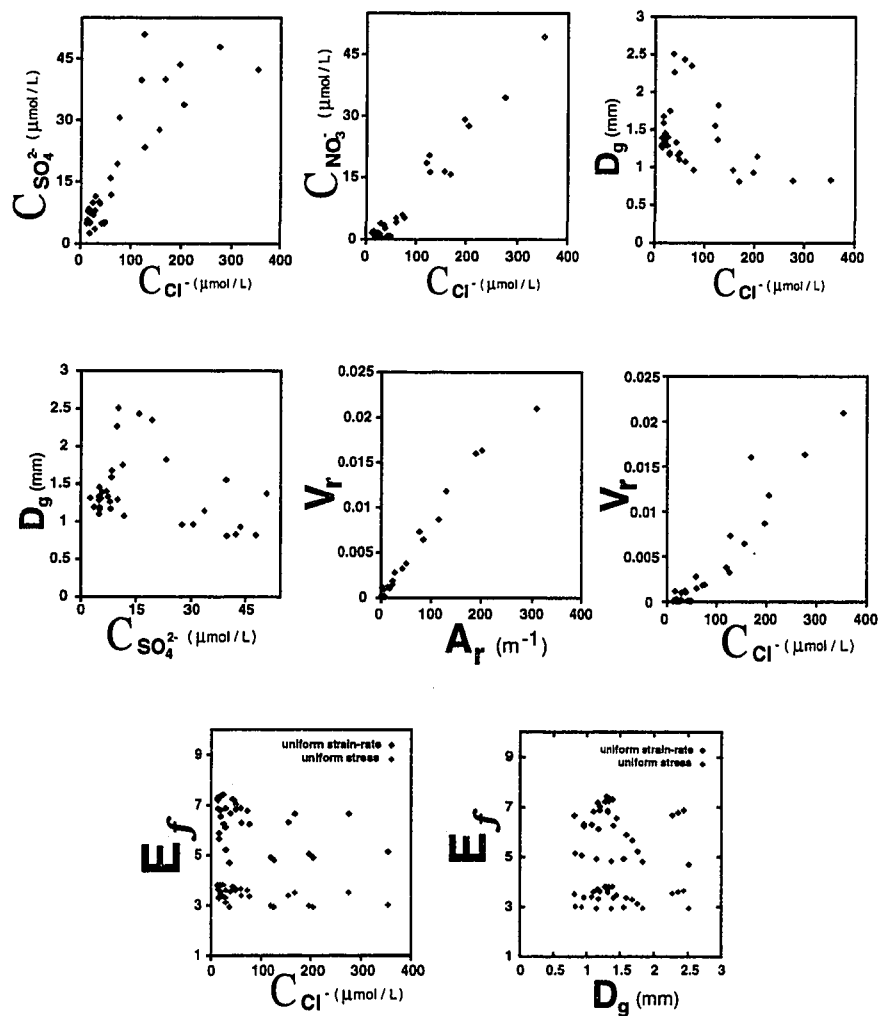 C SO₄²⁻ (μmol / L)
45
30
15
0
0 100 200 300 400
C Cl⁻ (μmol / L)
C NO₃⁻ (μmol / L)
45
30
15
0
0 100 200 300 400
C Cl⁻ (μmol / L)
D g (mm)
3
2.5
2
1.5
1
0.5
0
0 100 200 300 400
C Cl⁻ (μmol / L)
D g (mm)
3
2.5
2
1.5
1
0.5
0
0 15 30 45
C SO₄²⁻ (μmol / L)
V r
0.025
0.02
0.015
0.01
0.005
0
0 100 200 300 400
A r (m⁻¹)
V r
0.025
0.02
0.015
0.01
0.005
0
0 100 200 300 400
C Cl⁻ (μmol / L)
E f
9
7
5
3
1
uniform strain-rate
uniform stress
0 100 200 300 400
C Cl⁻ (μmol / L)
E f
9
7
5
3
1
uniform strain-rate
uniform stress
0 0.5 1 1.5 2 2.5 3
D g (mm)